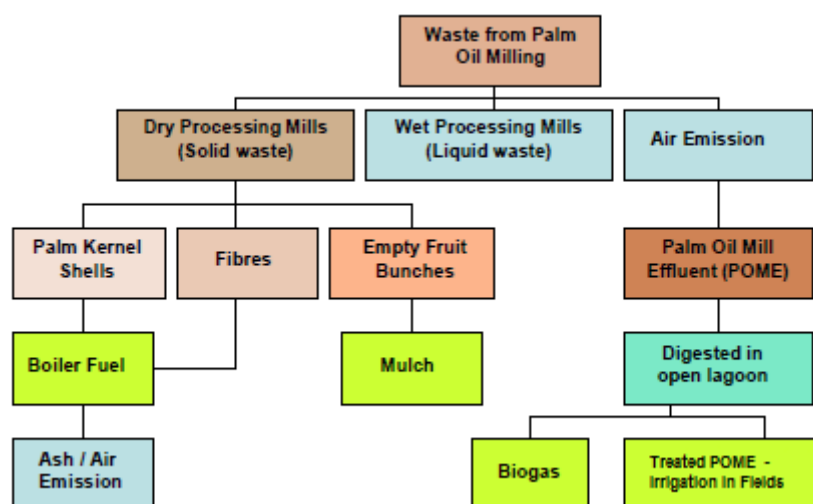 Waste from Palm
Oil Milling
Dry Processing Mills
(Solid waste)
Wet Processing Mills
(Liquid waste)
Air Emission
Palm Kernel
Shells
Fibres
Empty Fruit
Bunches
Palm Oil Mill
Effluent (POME)
Boiler Fuel
Mulch
Digested in
open lagoon
Ash / Air
Emission
Biogas
Treated POME -
Irrigation in Fields